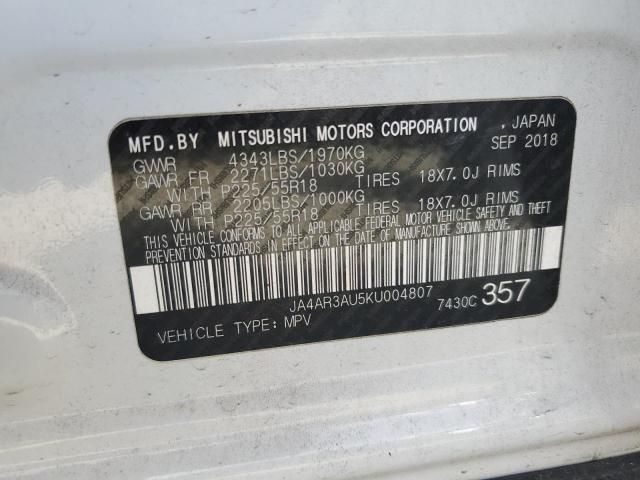 MFD.BY MITSUBISHI MOTORS CORPORATION , JAPAN
SEP 2018
GVWR 4343LBS/1970KG
GAWR FR 2271LBS/1030KG
WITH P225/55R18 TIRES 18X7.0J RIMS
GAWR RR 2205LBS/1000KG
WITH P225/55R18 TIRES 18X7.0J RIMS
THIS VEHICLE CONFORMS TO ALL APPLICABLE FEDERAL MOTOR VEHICLE SAFETY AND THEFT
PREVENTION STANDARDS IN EFFECT ON THE DATE OF MANUFACTURE SHOWN ABOVE.
JA4AR3AU5KU004807 7430C 357
VEHICLE TYPE: MPV